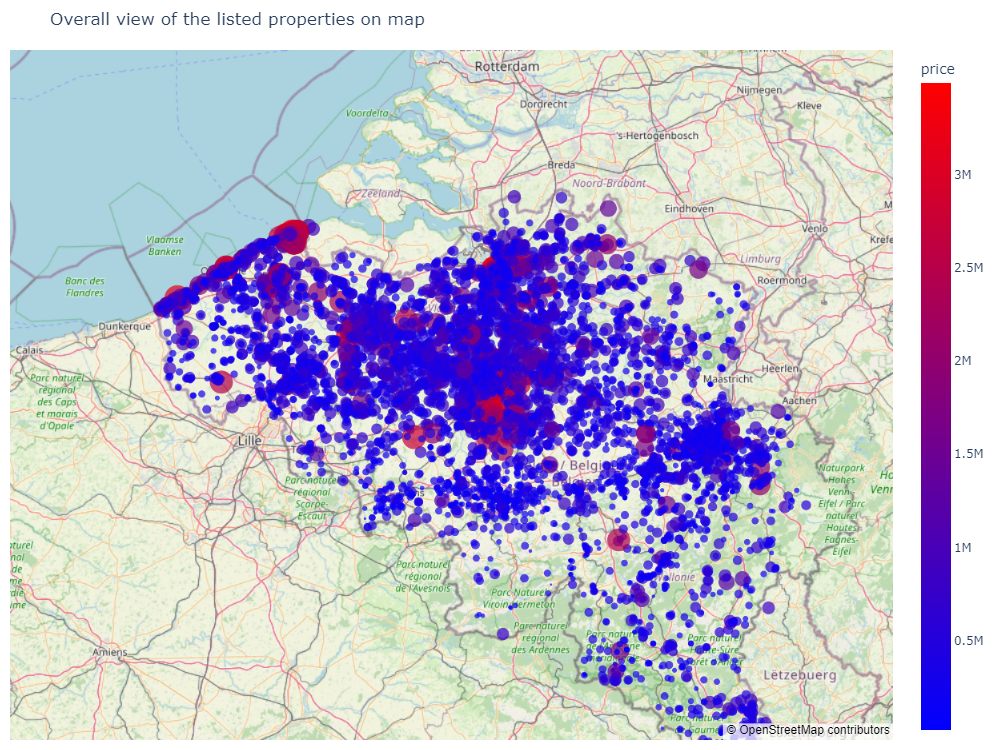 Overall view of the listed properties on map
price
Rotterdam
Nijmegen
Dordrecht
Kleve
Voordelta
's-Hertogenbosch
Breda
Noord-Brabant
Zeeland
Eindhoven
Venlo
Krefe
Vlaamse
Banken
Limburg
Roermond
Banc des
Flandres
Dunkerque
Calais
Heerlen
Maastricht
Aachen
Parc naturel
régional
des Caps
et marais
d'Opale
Lille
/ Belgi
Parc naturel
régional
Scarpe-
Escaut
Naturpark
Hohes
Venn
Eifel / Parc
naturel
Hautes
Fagnes-
Eifel
Ho
Venn
Parc naturel
régional
de l'Avesnois
Parc Naturel
Viroin-Hermeton
Parc naturel
régional
des Ardennes
Amiens
Lëtzebuerg
3M
2.5M
2M
1.5M
1M
0.5M
© OpenStreetMap contributors